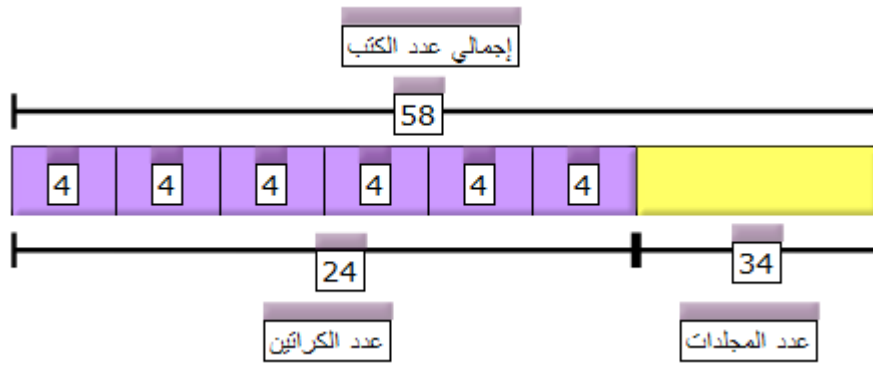 إجمالي عدد الكتب
58
4 4 4 4 4 4
24 34
عدد الكراتين عدد المجلدات